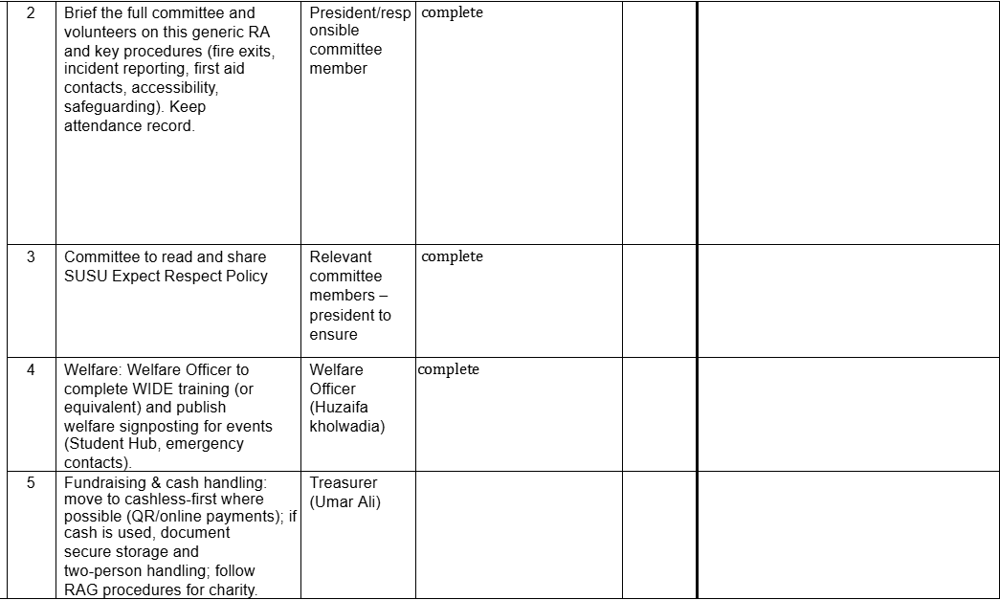 2
Brief the full committee and
volunteers on this generic RA
and key procedures (fire exits,
incident reporting, first aid
contacts, accessibility,
safeguarding). Keep
attendance record.
President/resp
onsible
committee
member
complete
3
Committee to read and share
SUSU Expect Respect Policy
Relevant
committee
members –
president to
ensure
complete
4
Welfare: Welfare Officer to
complete WIDE training (or
equivalent) and publish
welfare signposting for events
(Student Hub, emergency
contacts).
Welfare
Officer
(Huzaifa
kholwadia)
complete
5
Fundraising & cash handling:
move to cashless-first where
possible (QR/online payments); if
cash is used, document
secure storage and
two-person handling; follow
RAG procedures for charity.
Treasurer
(Umar Ali)